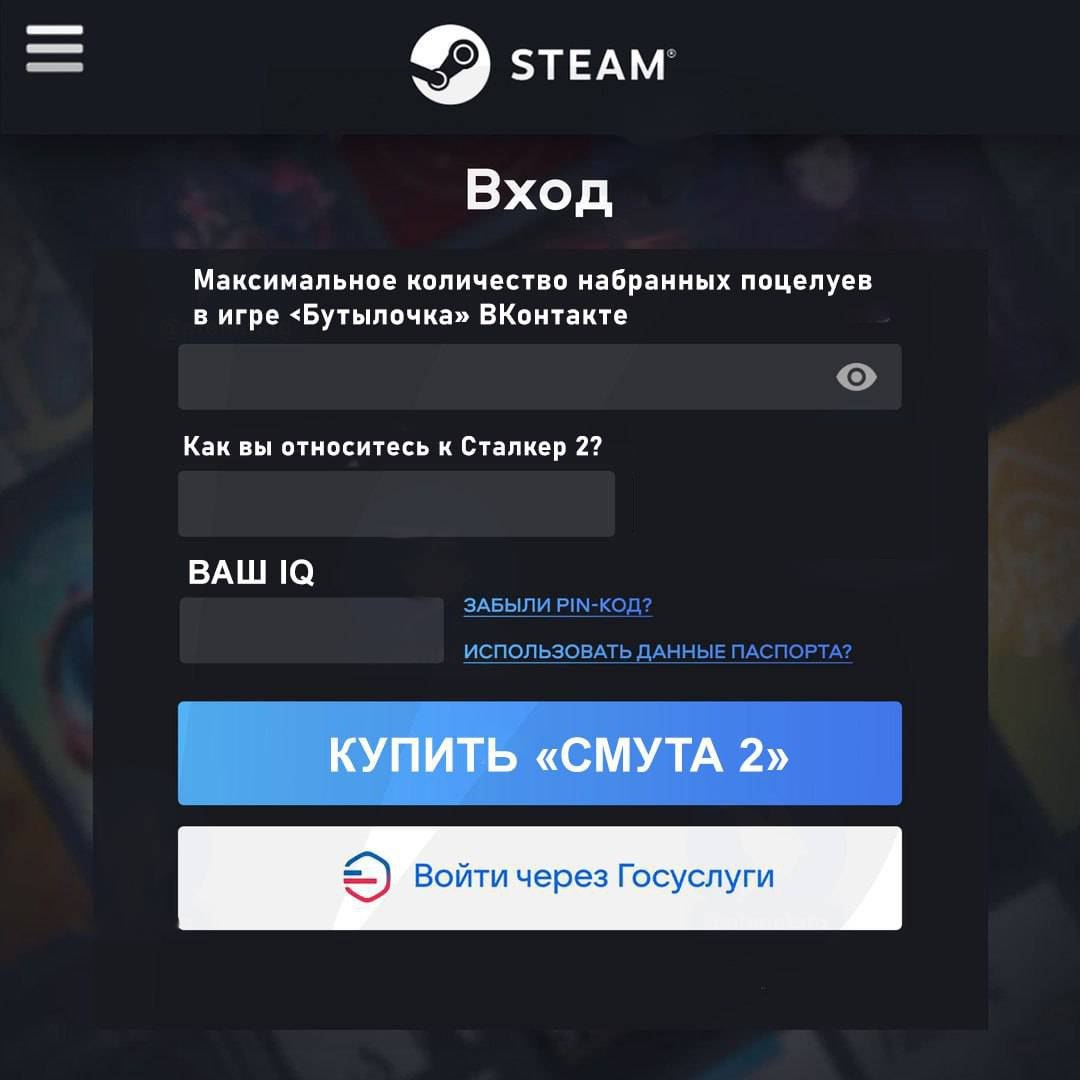 STEAM®
Вход
Максимальное количество набранных поцелуев
в игре <Бутылочка» ВКонтакте
Как вы относитесь к Сталкер 2?
ВАШ IQ
ЗАБЫЛИ PIN-КОД?
ИСПОЛЬЗОВАТЬ ДАННЫЕ ПАСПОРТА?
КУПИТЬ «СМУТА 2»
Войти через Госуслуги